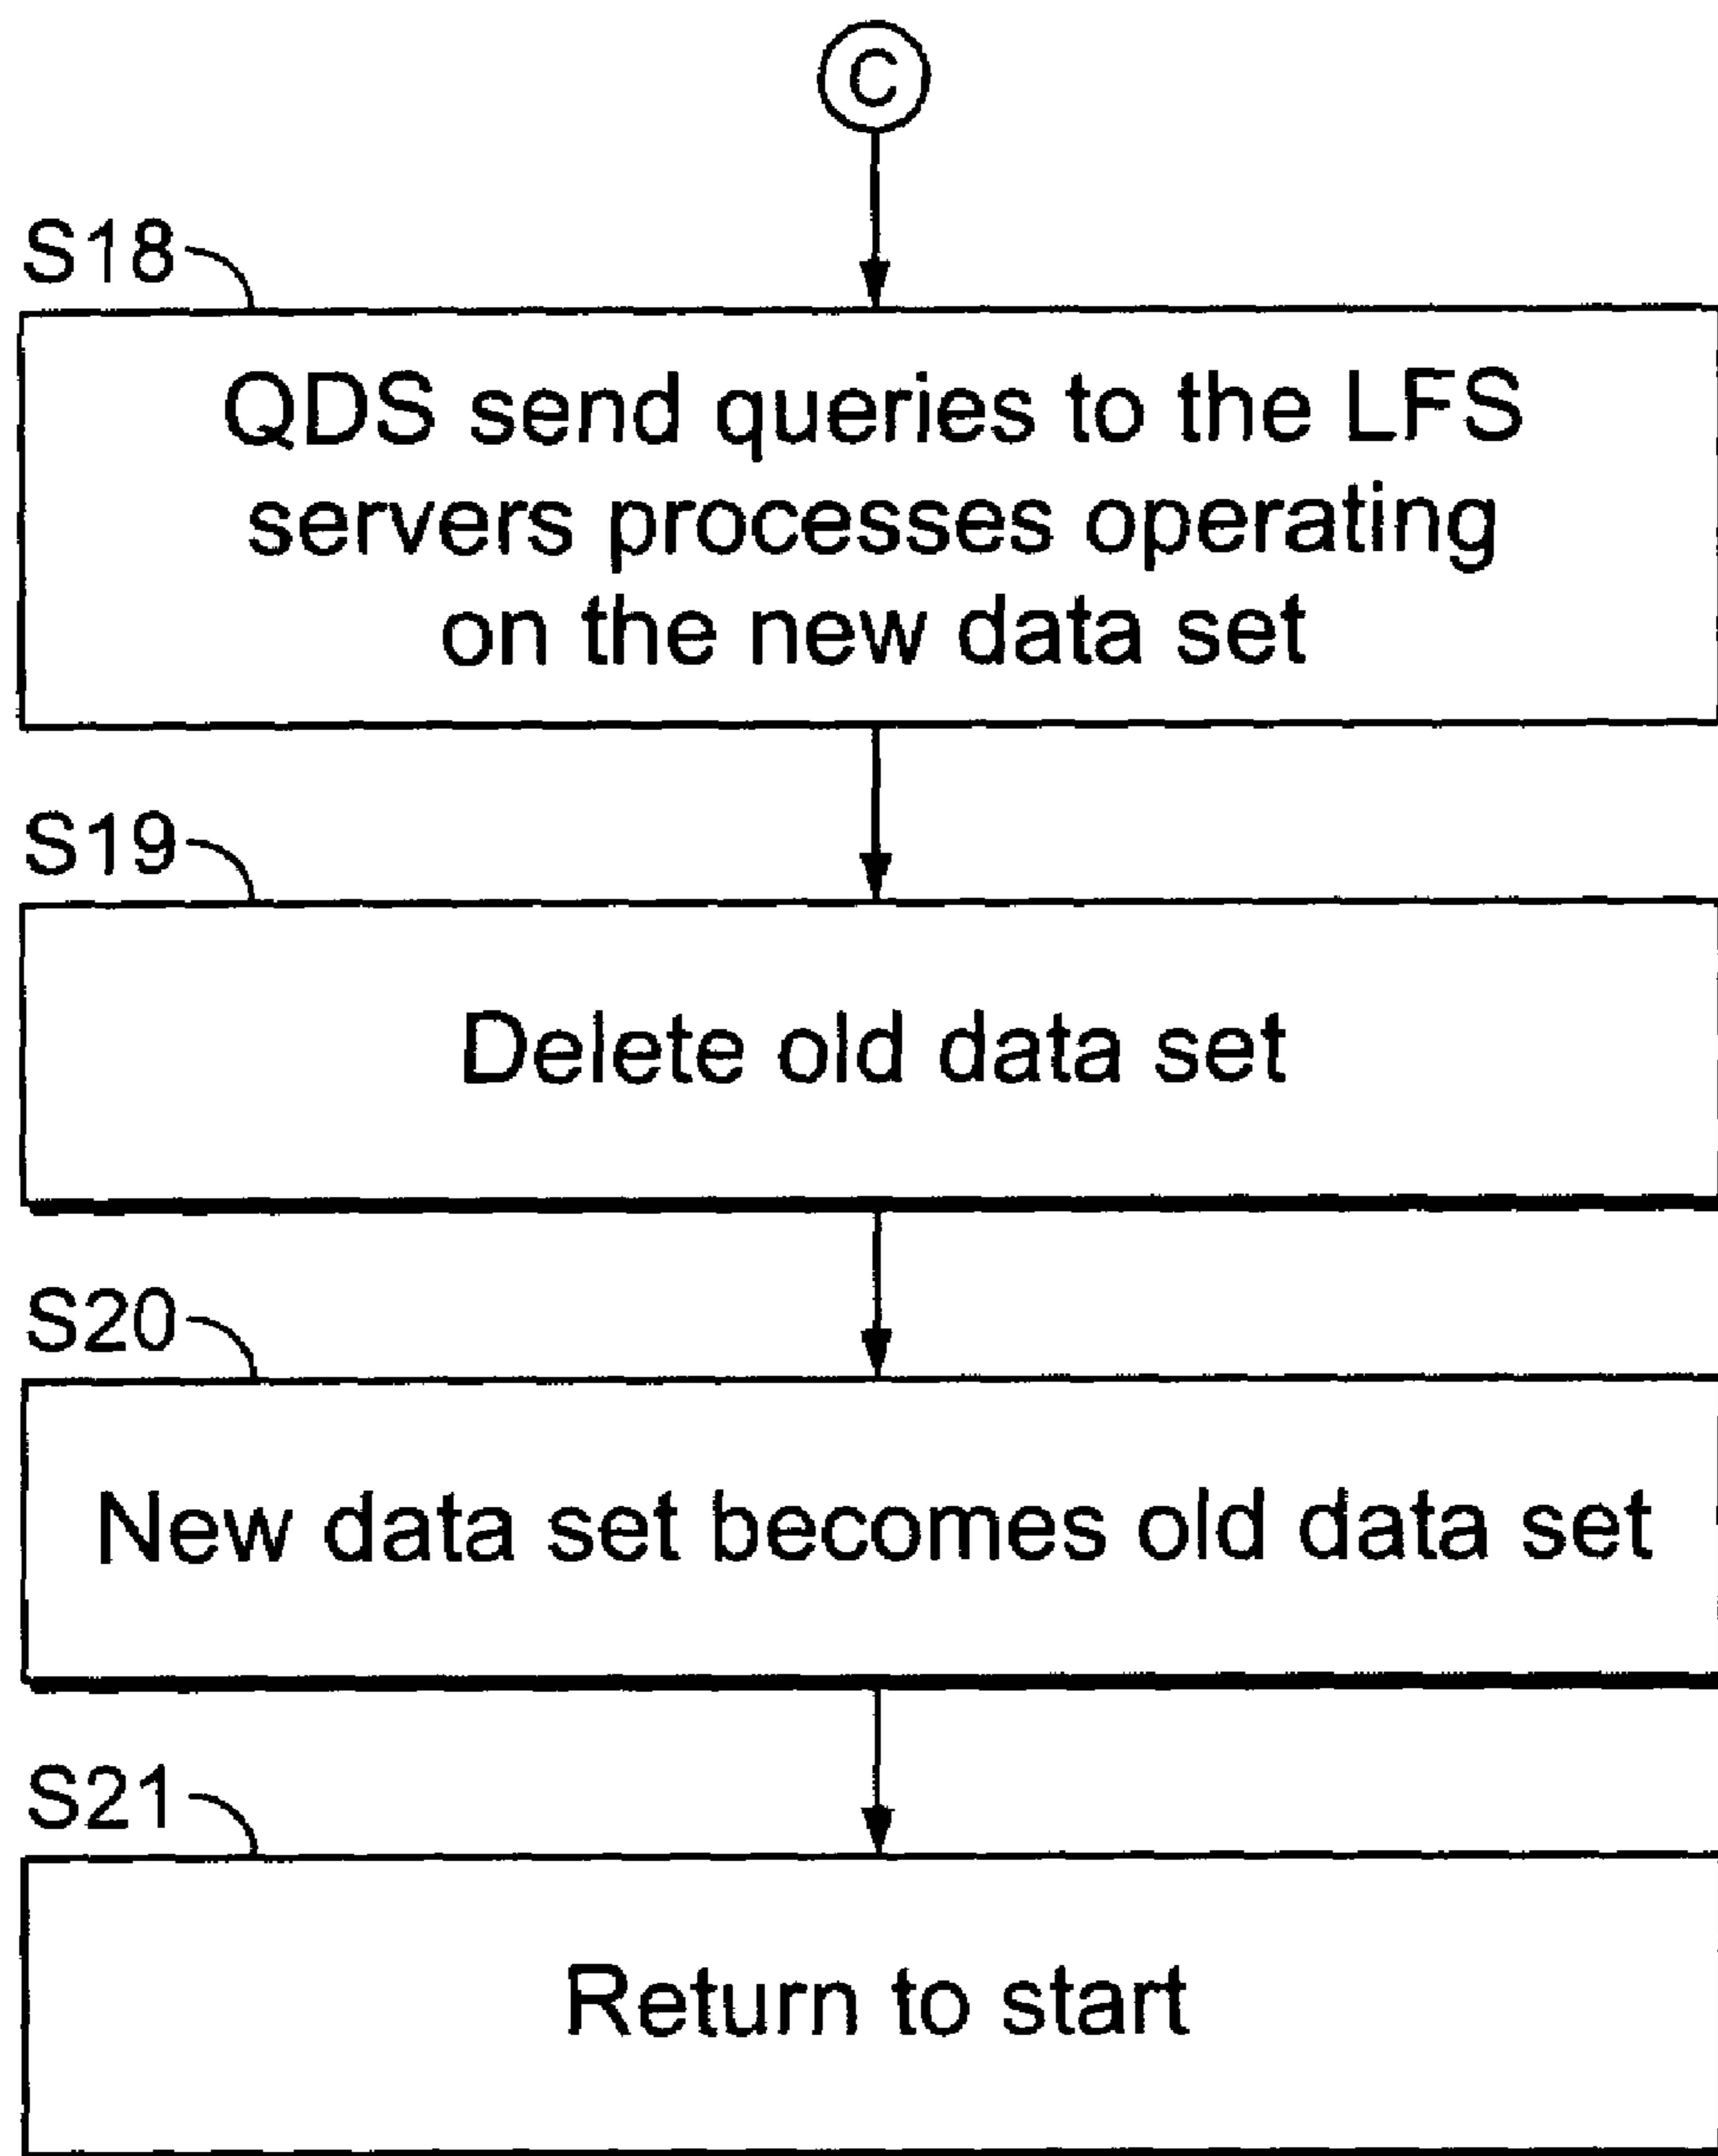 C
S18
QDS send queries to the LFS
servers processes operating
on the new data set
S19
Delete old data set
S20
New data set becomes old data set
S21
Return to start